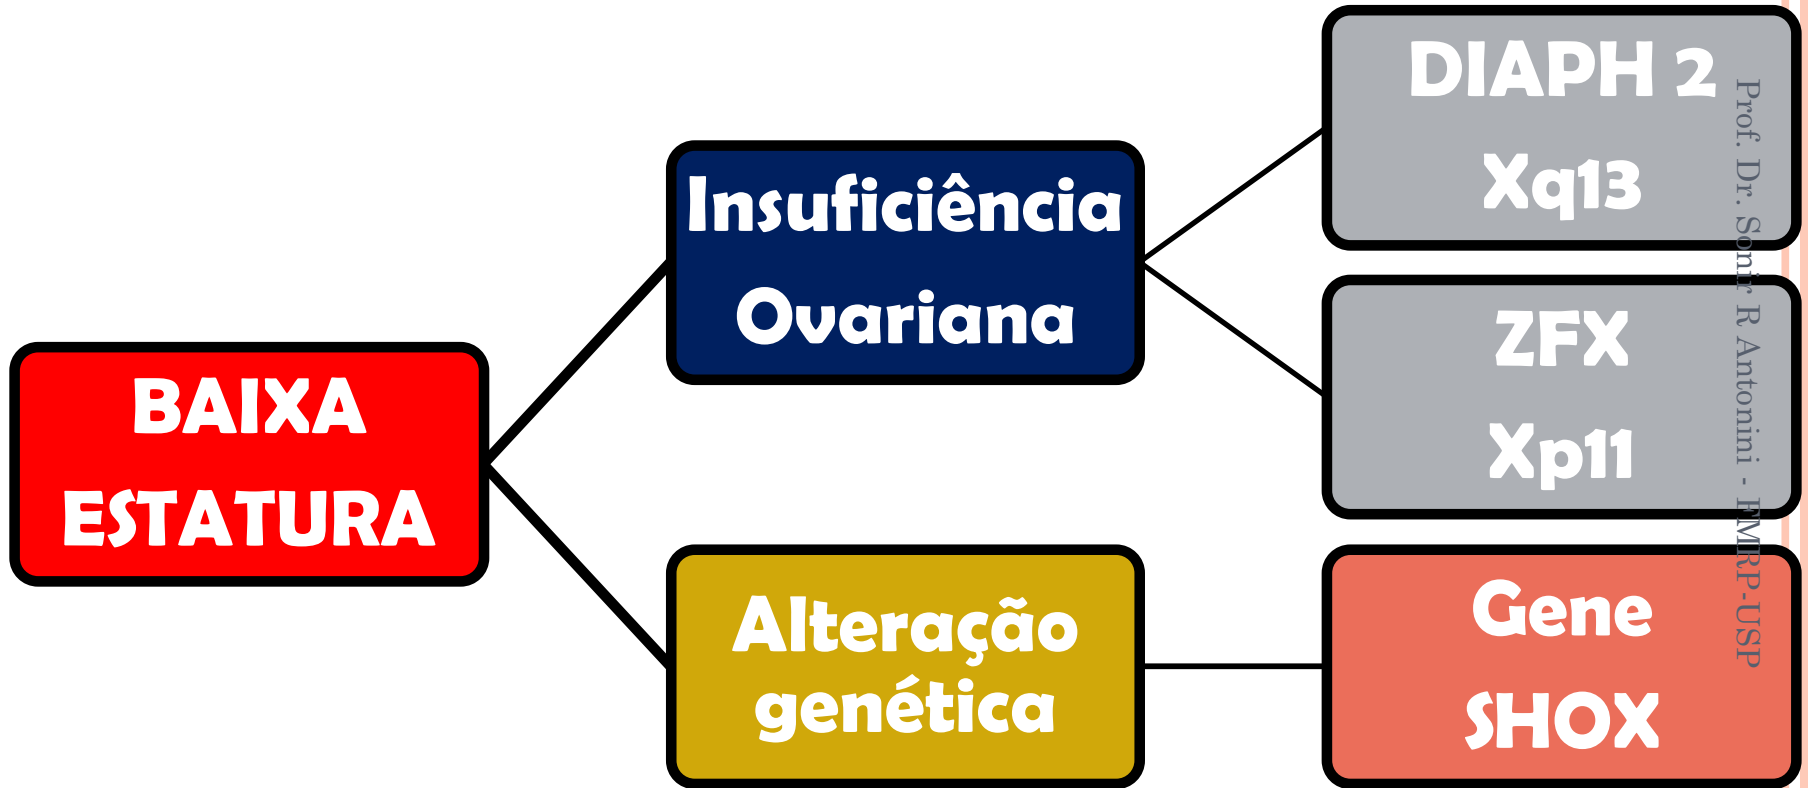 BAIXA
ESTATURA
Insuficiência
Ovariana
Alteração
genética
DIAPH 2
Xq13
ZFX
Xp11
Gene
SHOX
Prof. Dr. Sonir R Antonini - FMRP-USP